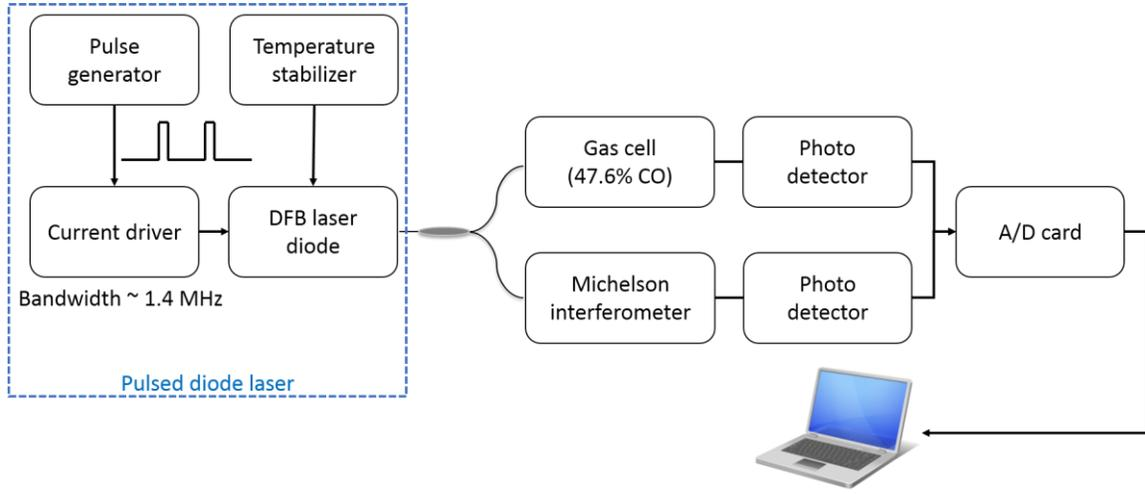 Pulse
generator
Temperature
stabilizer
Current driver
DFB laser
diode
Bandwidth ~ 1.4 MHz
Pulsed diode laser
Gas cell
(47.6% CO)
Photo
detector
Michelson
interferometer
Photo
detector
A/D card